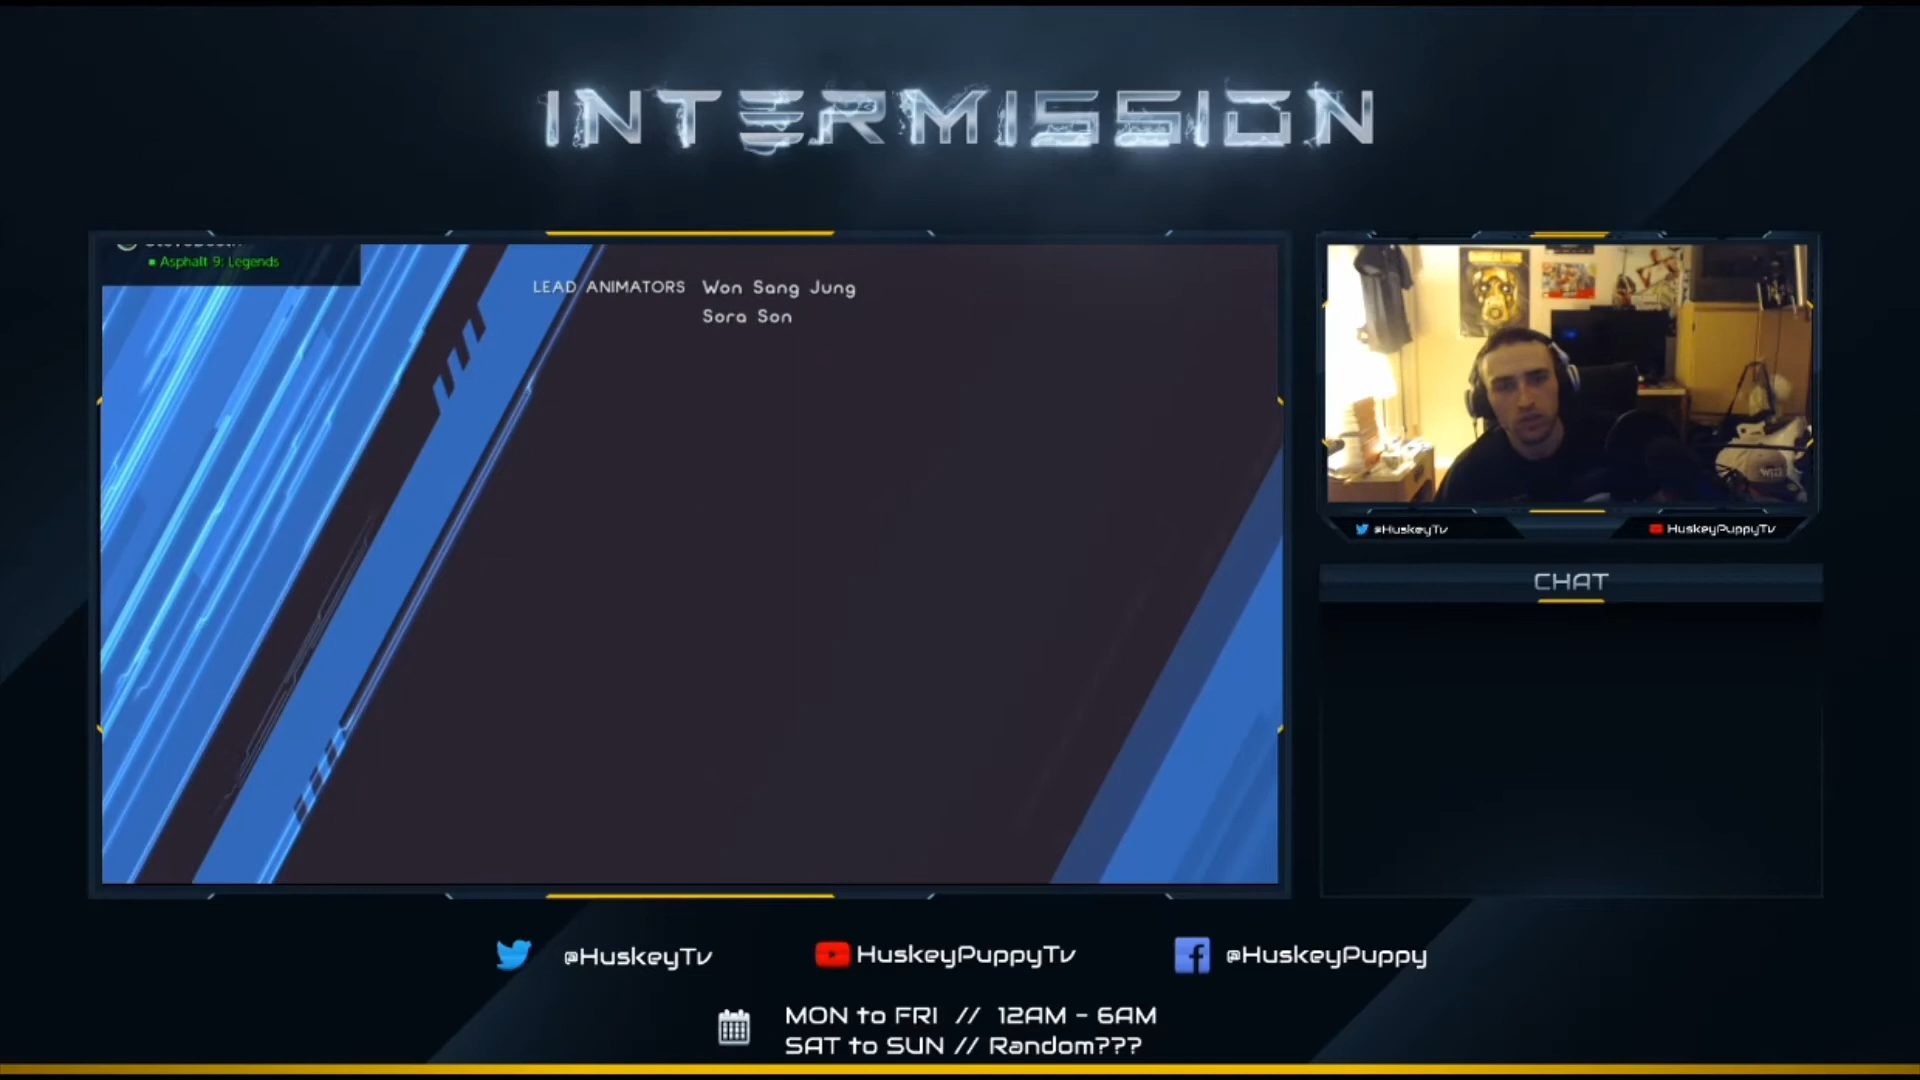 INTERMISSION
Asphalt 9: Legends
LEAD ANIMATORS Won Sang Jung
Sora Son
@HuskeyTv
HuskeyPuppyTv
CHAT
@HuskeyTv
HuskeyPuppyTv
@HuskeyPuppy
MON to FRI // 12AM - 6AM
SAT to SUN // Random???